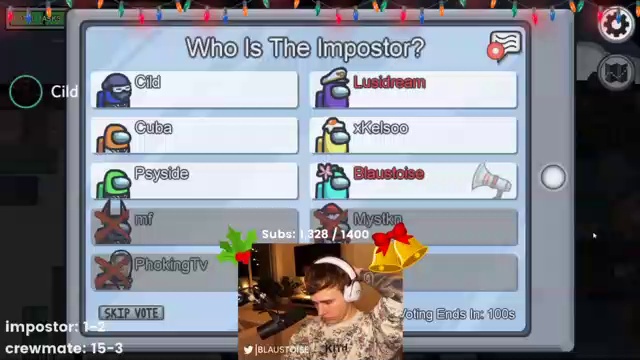 Who Is The Impostor?
Cild
Cild
Lusidream
Cuba
xKelsoo
Psyside
Blaustoise
mf
Mystkn
Subs: 1,328 / 1400
PhokingTv
SKIP VOTE
Voting Ends In: 100s
impostor: 1-2
crewmate: 15-3
BLAUSTOISE